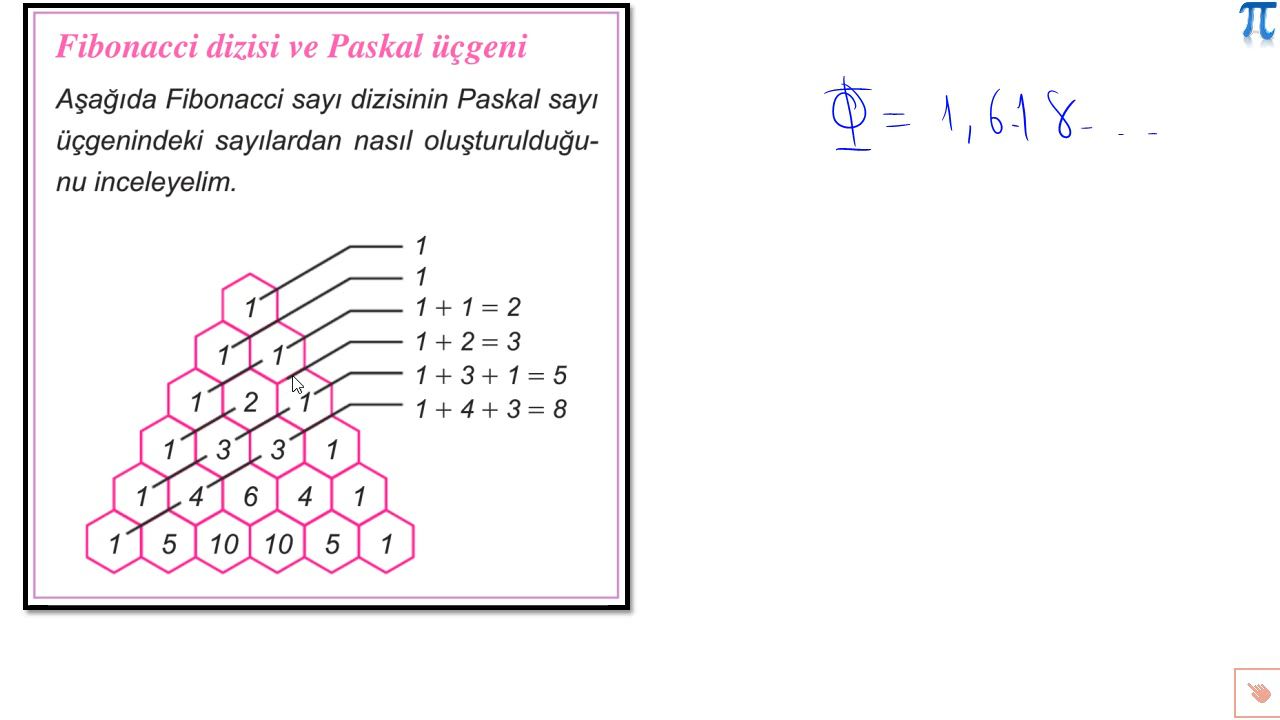 Fibonacci dizisi ve Paskal üçgeni
Aşağıda Fibonacci sayı dizisinin Paskal sayı
üçgenindeki sayılardan nasıl oluşturulduğu-
nu inceleyelim.
1
1
1 + 1 = 2
1 + 2 = 3
1 + 3 + 1 = 5
1 + 4 + 3 = 8
1
1 1
1 2 1
1 3 3 1
1 4 6 4 1
1 5 10 10 5 1
Φ = 1,618- . . .
π